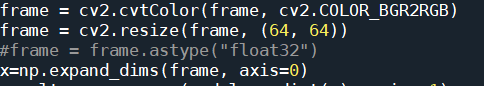 frame = cv2.cvtColor(frame, cv2.COLOR_BGR2RGB)
frame = cv2.resize(frame, (64, 64))
#frame = frame.astype("float32")
x=np.expand_dims(frame, axis=0)